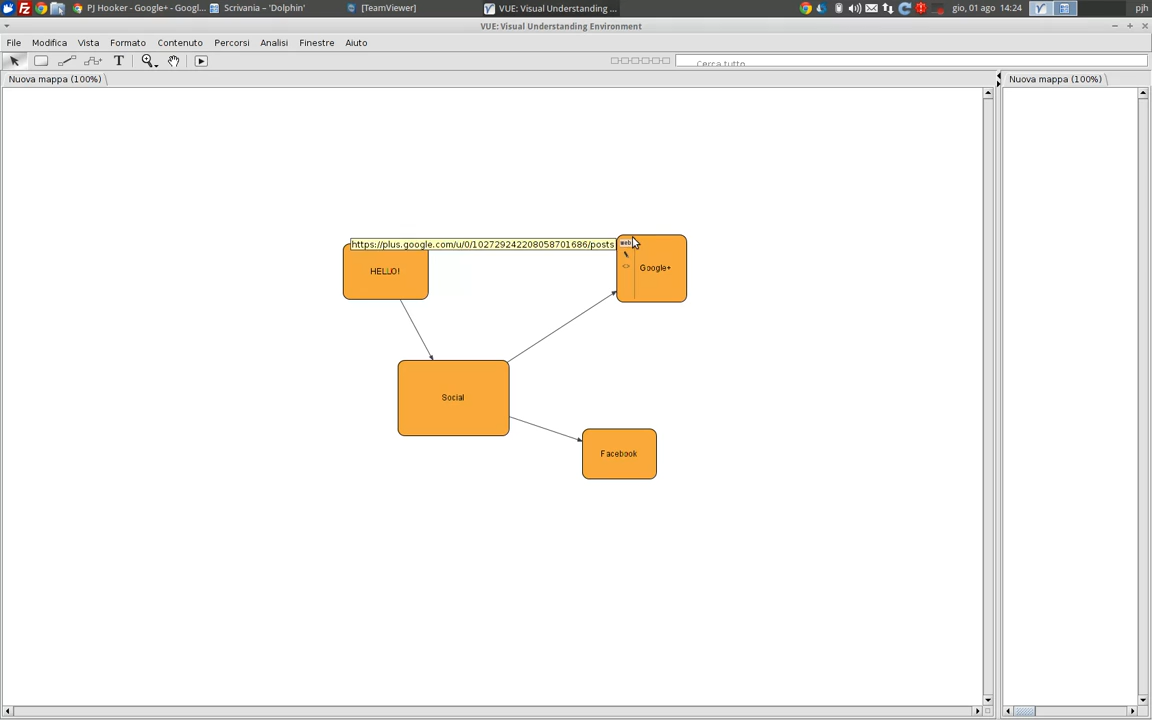 PJ Hooker - Google+ - Googl...
Scrivania – 'Dolphin'
[TeamViewer]
VUE: Visual Understanding ...
gio, 01 ago 14:24
pjh
VUE: Visual Understanding Environment
File Modifica Vista Formato Contenuto Percorsi Analisi Finestre Aiuto
Cerca tutto
Nuova mappa (100%)
Nuova mappa (100%)
https://plus.google.com/u/0/102729242208058701686/posts
web
HELLO!
Google+
Social
Facebook